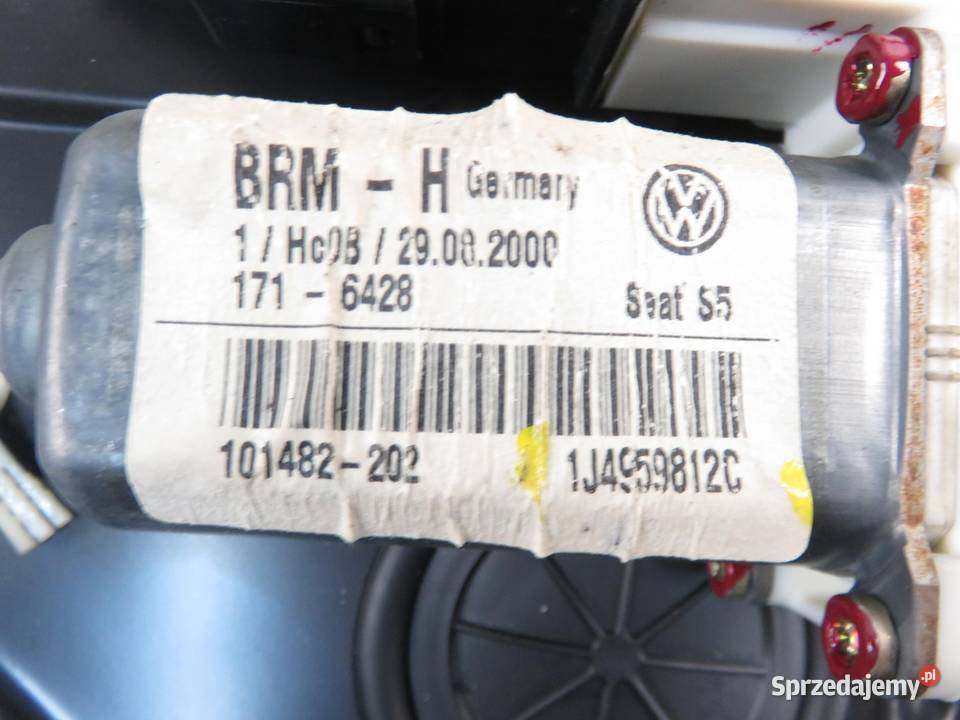 BRM - H Germany
1 / HcOB / 29.08.2000
171 - 6428 Seat S5
101482-202 1J4959812C
Sprzedajemy.pl